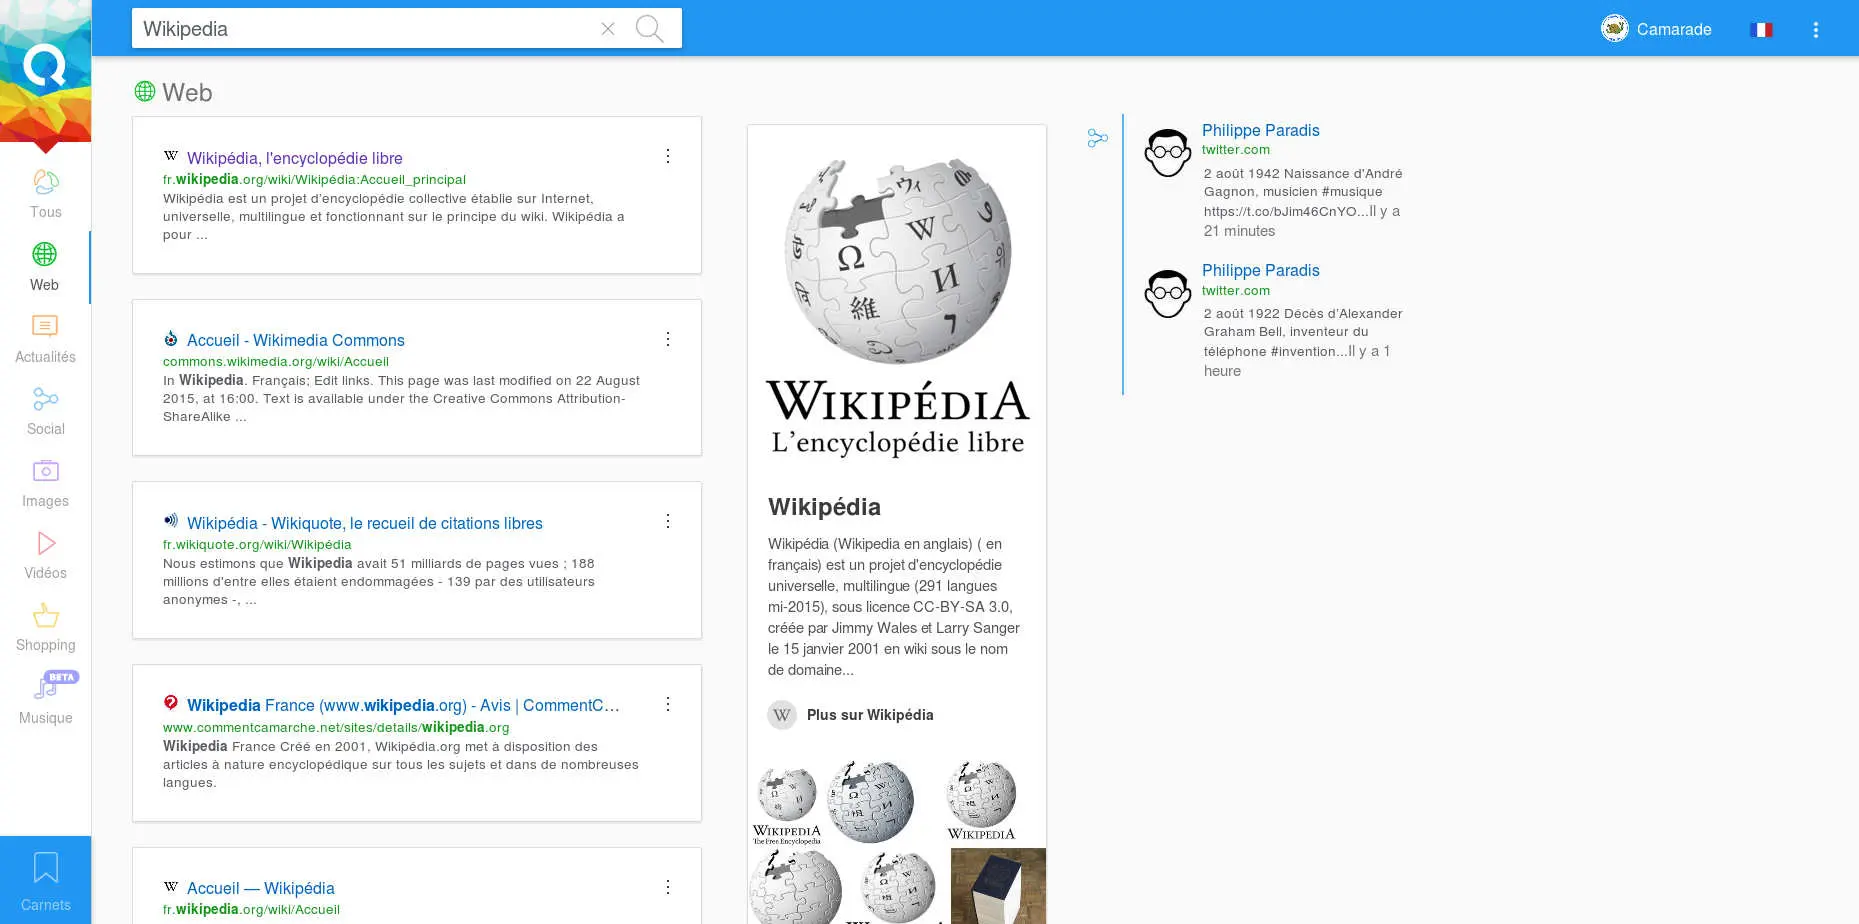 Wikipedia
Camarade
Web
Tous
Web
Actualités
Social
Images
Vidéos
Shopping
BETA
Musique
Carnets
Wikipédia, l'encyclopédie libre
fr.wikipedia.org/wiki/Wikipédia:Accueil_principal
Wikipédia est un projet d’encyclopédie collective établie sur Internet,
universelle, multilingue et fonctionnant sur le principe du wiki. Wikipédia a
pour ...
Accueil - Wikimedia Commons
commons.wikimedia.org/wiki/Accueil
In Wikipedia. Français; Edit links. This page was last modified on 22 August
2015, at 16:00. Text is available under the Creative Commons Attribution-
ShareAlike ...
Wikipédia - Wikiquote, le recueil de citations libres
fr.wikiquote.org/wiki/Wikipédia
Nous estimons que Wikipedia avait 51 milliards de pages vues ; 188
millions d'entre elles étaient endommagées - 139 par des utilisateurs
anonymes -, ...
Wikipedia France (www.wikipedia.org) - Avis | CommentC...
www.commentcamarche.net/sites/details/wikipedia.org
Wikipedia France Créé en 2001, Wikipédia.org met à disposition des
articles à nature encyclopédique sur tous les sujets et dans de nombreuses
langues.
Accueil — Wikipédia
fr.wikipedia.org/wiki/Accueil
WIKIPÉDIA
L'encyclopédie libre
Wikipédia
Wikipédia (Wikipedia en anglais) ( en
français) est un projet d'encyclopédie
universelle, multilingue (291 langues
mi-2015), sous licence CC-BY-SA 3.0,
créée par Jimmy Wales et Larry Sanger
le 15 janvier 2001 en wiki sous le nom
de domaine...
W Plus sur Wikipédia
WIKIPEDIA
The Free Encyclopedia
WIKIPEDIA
Philippe Paradis
twitter.com
2 août 1942 Naissance d'André
Gagnon, musicien #musique
https://t.co/bJim46CnYO...Il y a
21 minutes
Philippe Paradis
twitter.com
2 août 1922 Décès d’Alexander
Graham Bell, inventeur du
téléphone #invention...Il y a 1
heure